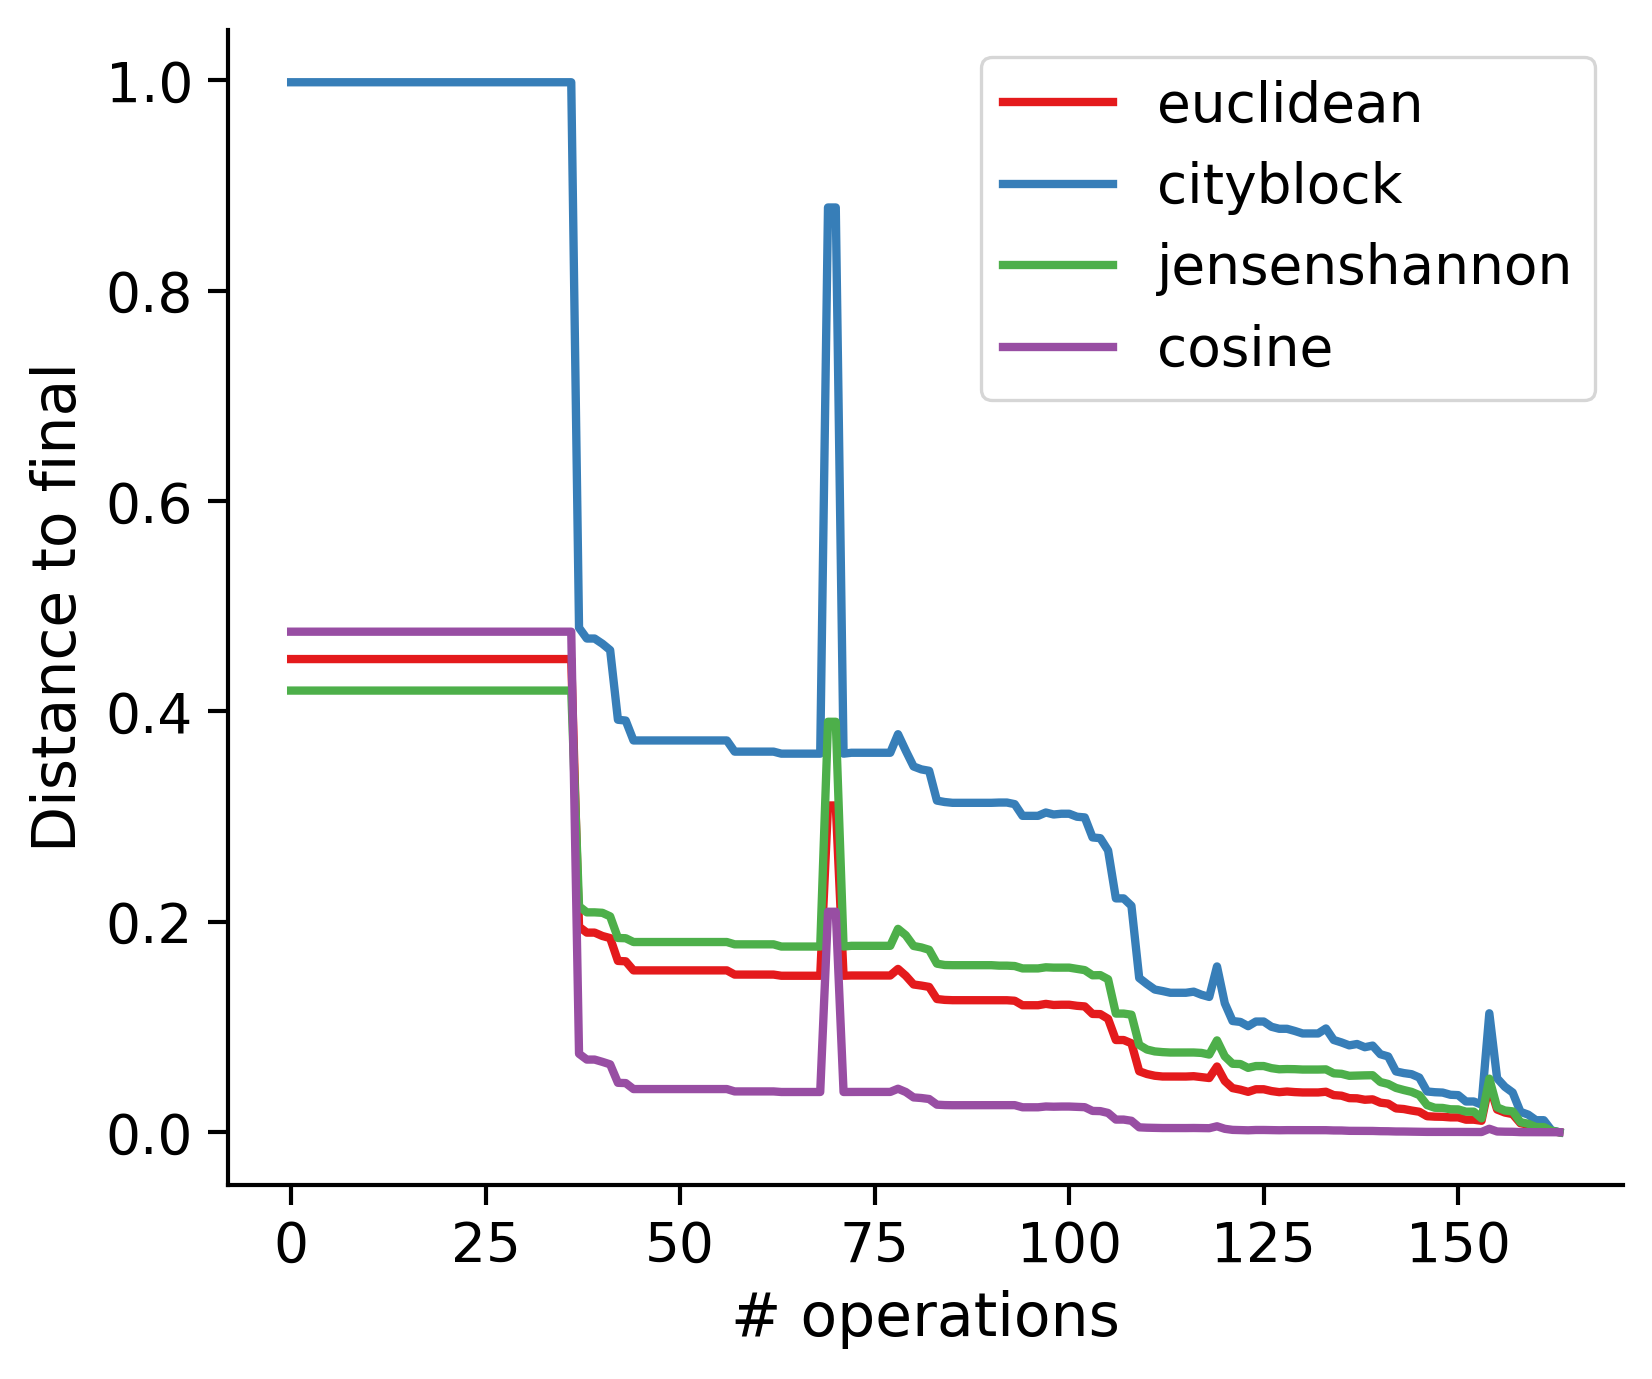 1.0
0.8
0.6
0.4
0.2
0.0
Distance to final
euclidean
cityblock
jensenshannon
cosine
0 25 50 75 100 125 150
# operations